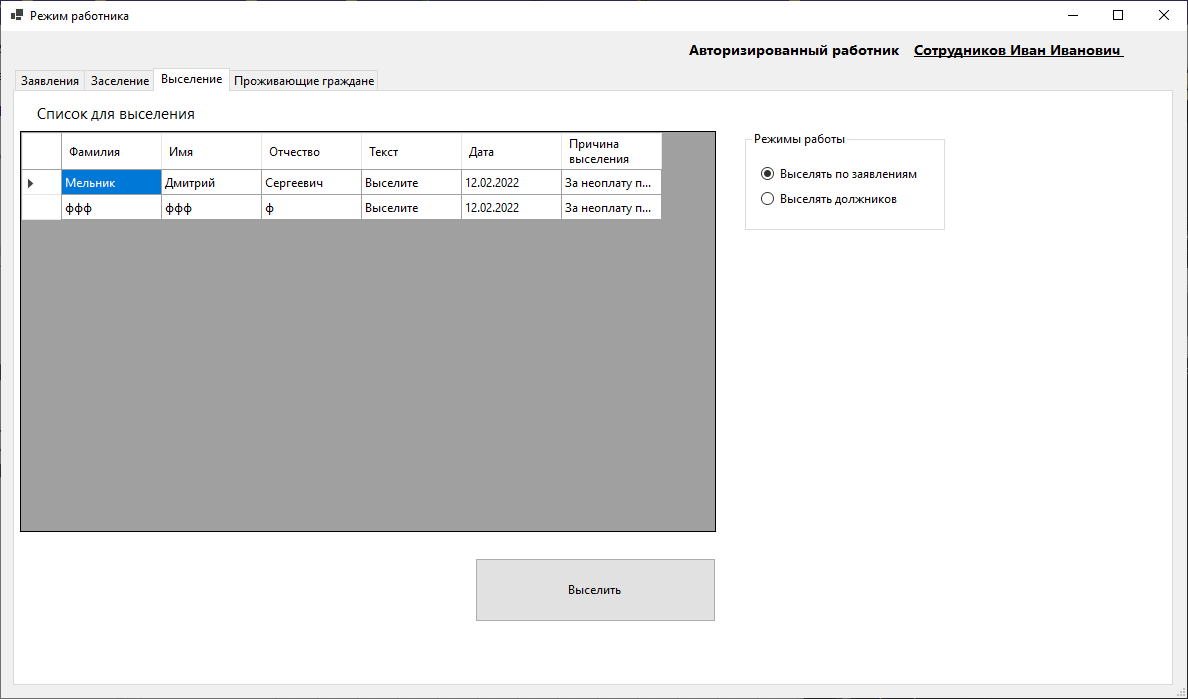 Режим работника
Авторизированный работник Сотрудников Иван Иванович
Заявления Заселение Выселение Проживающие граждане
Список для выселения
Режимы работы
Фамилия Имя Отчество Текст Дата Причина выселения
Мельник Дмитрий Сергеевич Выселите 12.02.2022 За неоплату п...
ффф ффф ф Выселите 12.02.2022 За неоплату п...
Выселять по заявлениям
Выселять должников
Выселить